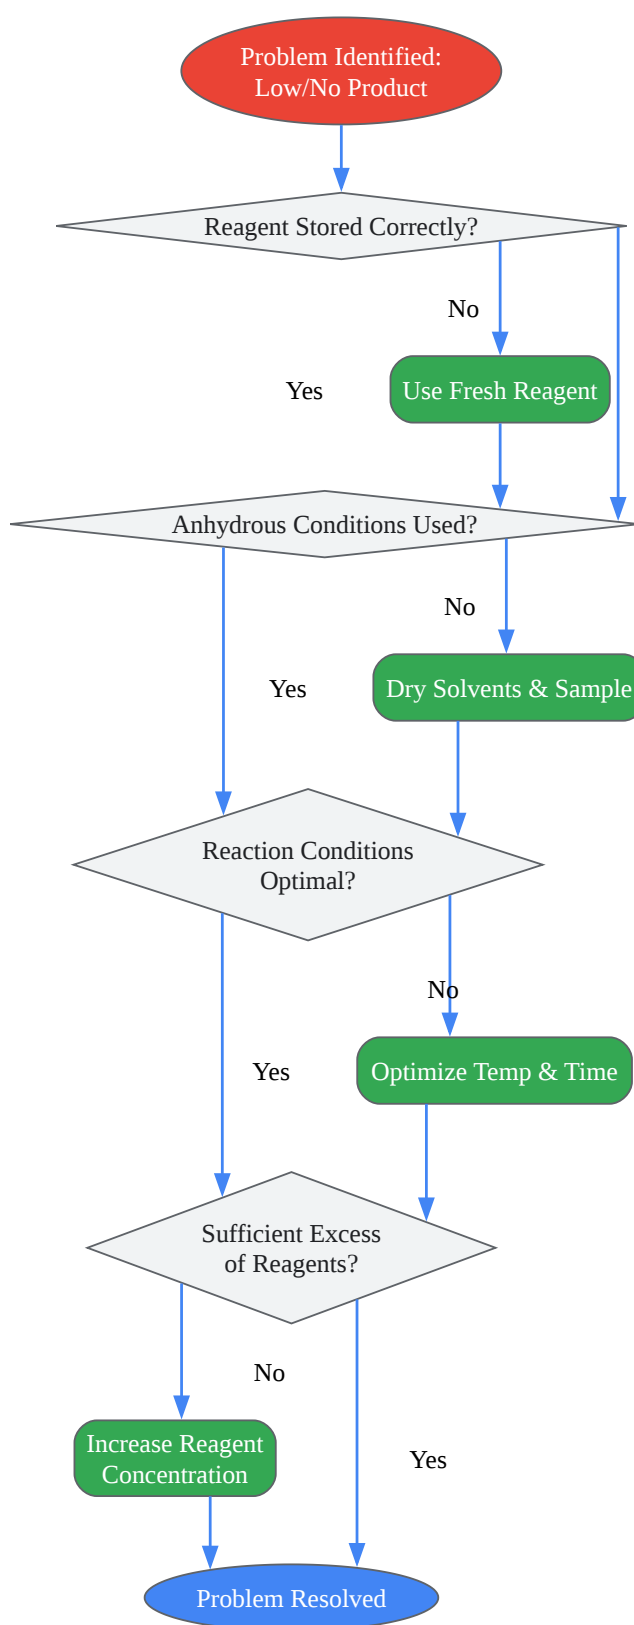 Problem Identified:
Low/No Product
Reagent Stored Correctly?
No
Yes
Use Fresh Reagent
Anhydrous Conditions Used?
No
Yes
Dry Solvents & Sample
Reaction Conditions
Optimal?
No
Yes
Optimize Temp & Time
Sufficient Excess
of Reagents?
No
Increase Reagent
Concentration
Yes
Problem Resolved